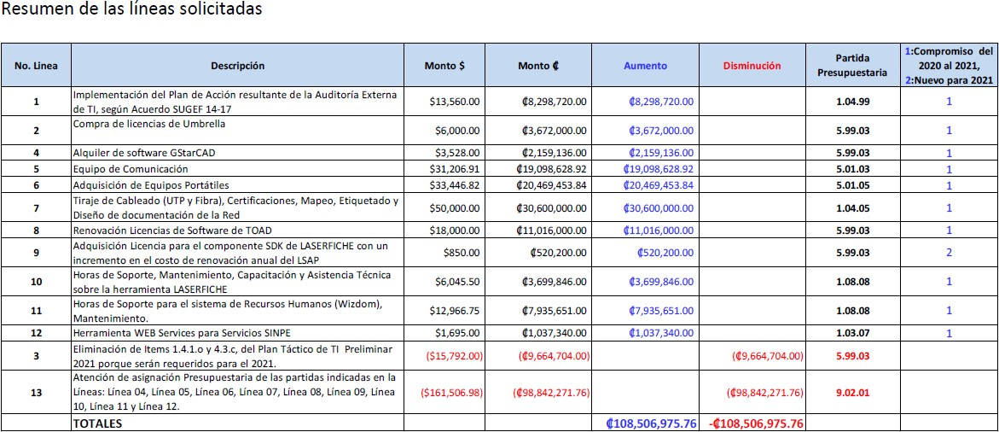 Resumen de las líneas solicitadas
No. Linea Descripción Monto $ Monto ₡ Aumento Disminución Partida Presupuestaria 1:Compromiso del 2020 al 2021, 2:Nuevo para 2021
1 Implementación del Plan de Acción resultante de la Auditoría Externa
de TI, según Acuerdo SUGEF 14-17 $13,560.00 ₡8,298,720.00 ₡8,298,720.00 1.04.99 1
2 Compra de licencias de Umbrella $6,000.00 ₡3,672,000.00 ₡3,672,000.00 5.99.03 1
4 Alquiler de software GStarCAD $3,528.00 ₡2,159,136.00 ₡2,159,136.00 5.99.03 1
5 Equipo de Comunicación $31,206.91 ₡19,098,628.92 ₡19,098,628.92 5.01.03 1
6 Adquisición de Equipos Portátiles $33,446.82 ₡20,469,453.84 ₡20,469,453.84 5.01.05 1
7 Tiraje de Cableado (UTP y Fibra), Certificaciones, Mapeo, Etiquetado y
Diseño de documentación de la Red $50,000.00 ₡30,600,000.00 ₡30,600,000.00 1.04.05 1
8 Renovación Licencias de Software de TOAD $18,000.00 ₡11,016,000.00 ₡11,016,000.00 5.99.03 1
9 Adquisición Licencia para el componente SDK de LASERFICHE con un
incremento en el costo de renovación anual del LSAP $850.00 ₡520,200.00 ₡520,200.00 5.99.03 2
10 Horas de Soporte, Mantenimiento, Capacitación y Asistencia Técnica
sobre la herramienta LASERFICHE $6,045.50 ₡3,699,846.00 ₡3,699,846.00 1.08.08 1
11 Horas de Soporte para el sistema de Recursos Humanos (Wizdom),
Mantenimiento. $12,966.75 ₡7,935,651.00 ₡7,935,651.00 1.08.08 1
12 Herramienta WEB Services para Servicios SINPE $1,695.00 ₡1,037,340.00 ₡1,037,340.00 1.03.07 1
3 Eliminación de Items 1.4.1.o y 4.3.c, del Plan Táctico de TI Preliminar
2021 porque serán requeridos para el 2021. ($15,792.00) (₡9,664,704.00) (₡9,664,704.00) 5.99.03
13 Atención de asignación Presupuestaria de las partidas indicadas en la
Líneas: Línea 04, Línea 05, Línea 06, Línea 07, Línea 08, Línea 09, Línea
10, Línea 11 y Línea 12. ($161,506.98) (₡98,842,271.76) (₡98,842,271.76) 9.02.01
TOTALES ₡108,506,975.76 -₡108,506,975.76